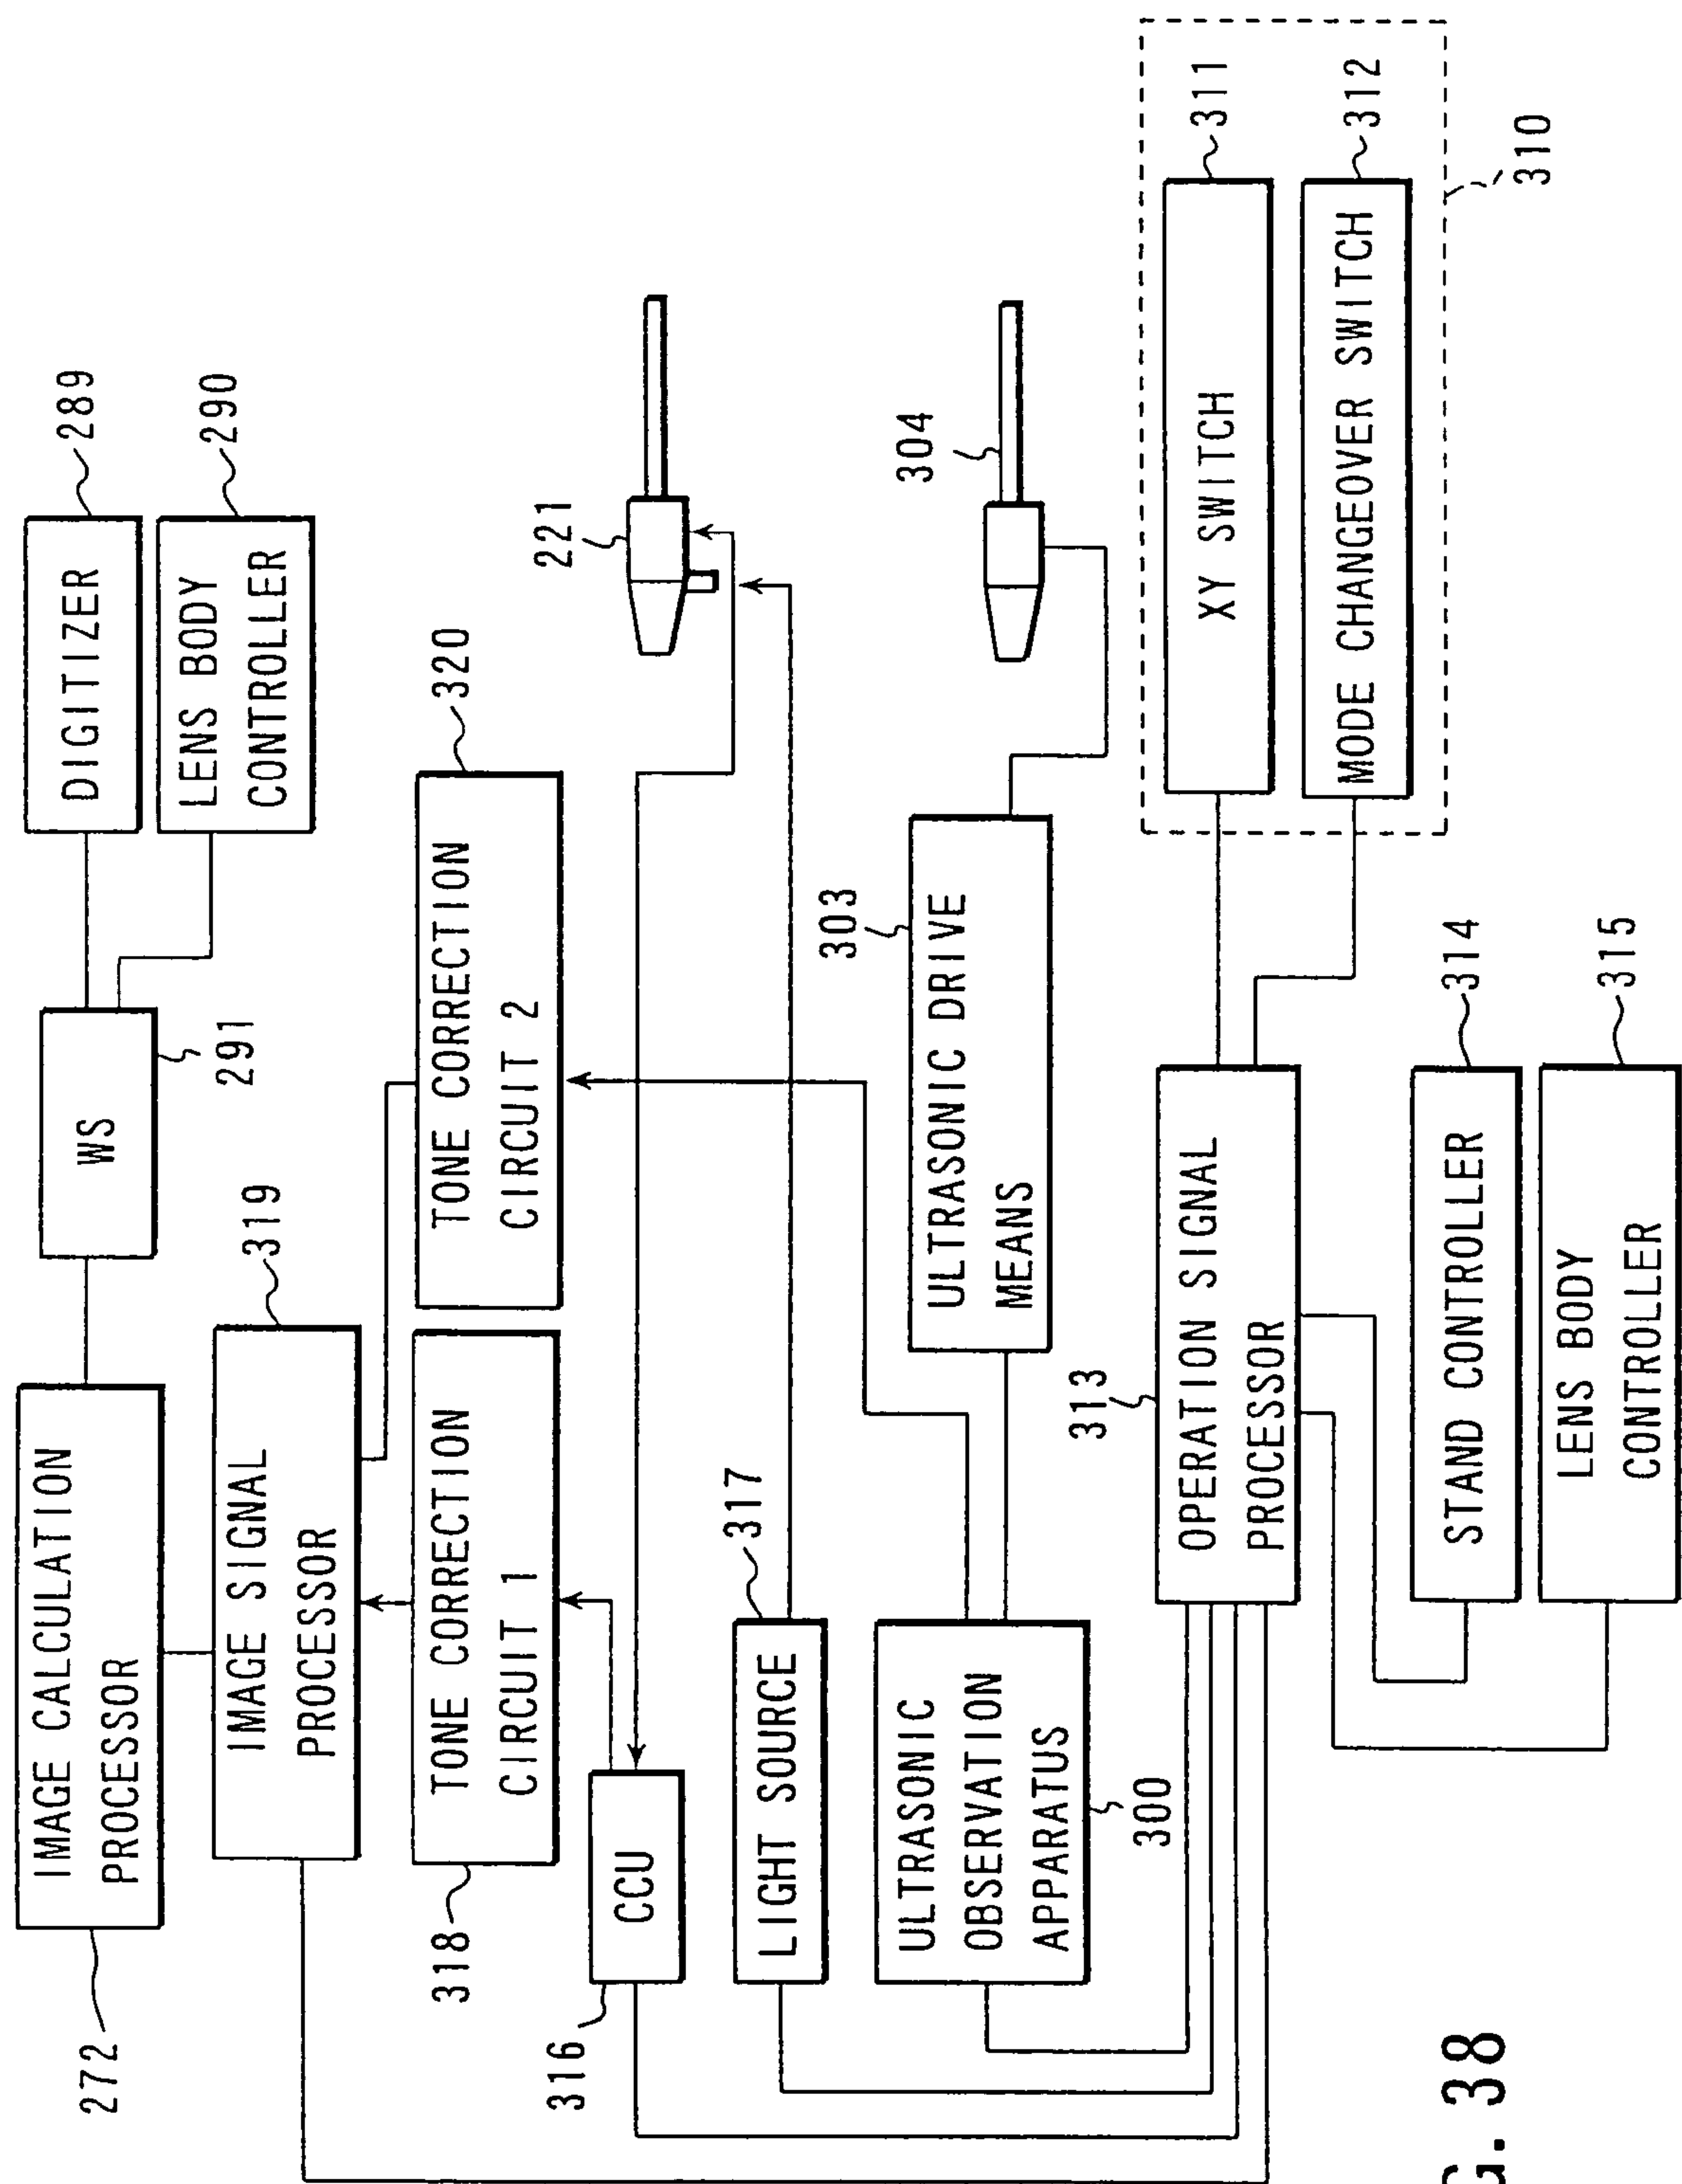 IMAGE CALCULATION
PROCESSOR
272
WS
291
DIGITIZER
289
LENS BODY
CONTROLLER
290
IMAGE SIGNAL
PROCESSOR
319
TONE CORRECTION
CIRCUIT 1
318
TONE CORRECTION
CIRCUIT 2
320
CCU
316
221
LIGHT SOURCE
317
ULTRASONIC
OBSERVATION
APPARATUS
300
ULTRASONIC DRIVE
MEANS
303
304
OPERATION SIGNAL
PROCESSOR
313
XY SWITCH
311
MODE CHANGEOVER SWITCH
312
310
STAND CONTROLLER
314
LENS BODY
CONTROLLER
315
G. 38